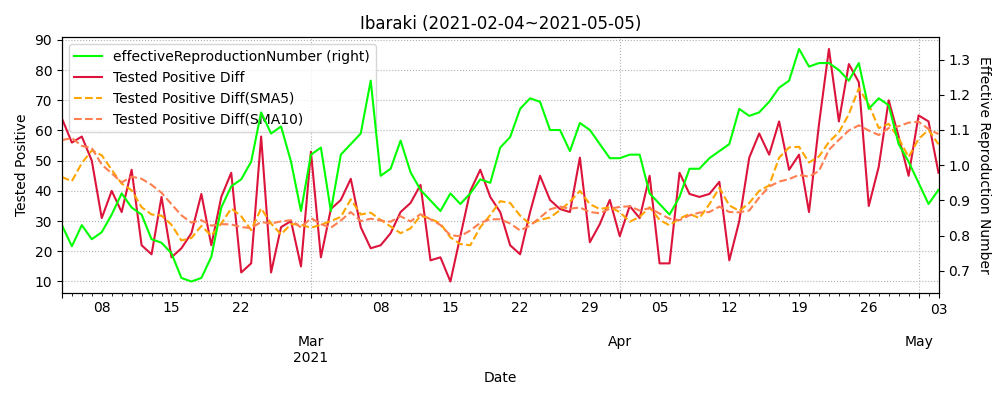 Ibaraki (2021-02-04~2021-05-05)
effectiveReproductionNumber (right)
Tested Positive Diff
Tested Positive Diff(SMA5)
Tested Positive Diff(SMA10)
Tested Positive
90
80
70
60
50
40
30
20
10
1.3
1.2
1.1
1.0
0.9
0.8
0.7
Effective Reproduction Number
08 15 22 08 15 22 29 05 12 19 26 03
Mar Apr May
2021
Date